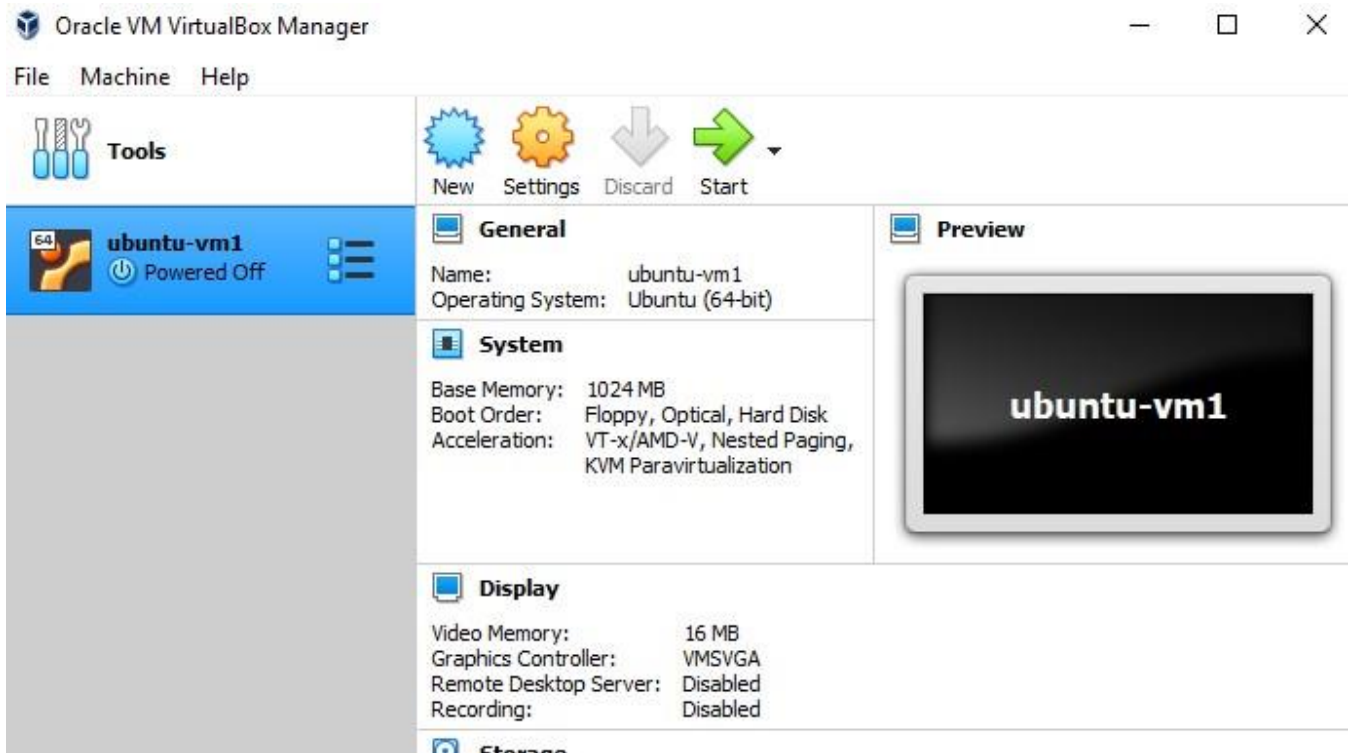 Oracle VM VirtualBox Manager
File Machine Help
Tools
New Settings Discard Start
64
ubuntu-vm1
Powered Off
General
Name: ubuntu-vm1
Operating System: Ubuntu (64-bit)
System
Base Memory: 1024 MB
Boot Order: Floppy, Optical, Hard Disk
Acceleration: VT-x/AMD-V, Nested Paging,
KVM Paravirtualization
Preview
ubuntu-vm1
Display
Video Memory: 16 MB
Graphics Controller: VMSVGA
Remote Desktop Server: Disabled
Recording: Disabled
Storage